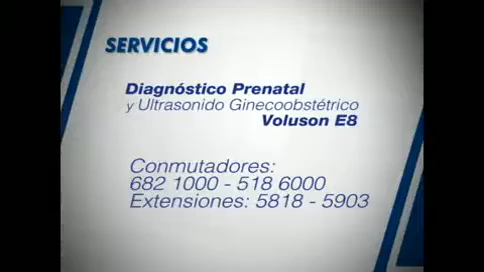 SERVICIOS
Diagnóstico Prenatal
y Ultrasonido Ginecoobstétrico
Voluson E8
Conmutadores:
682 1000 - 518 6000
Extensiones: 5818 - 5903